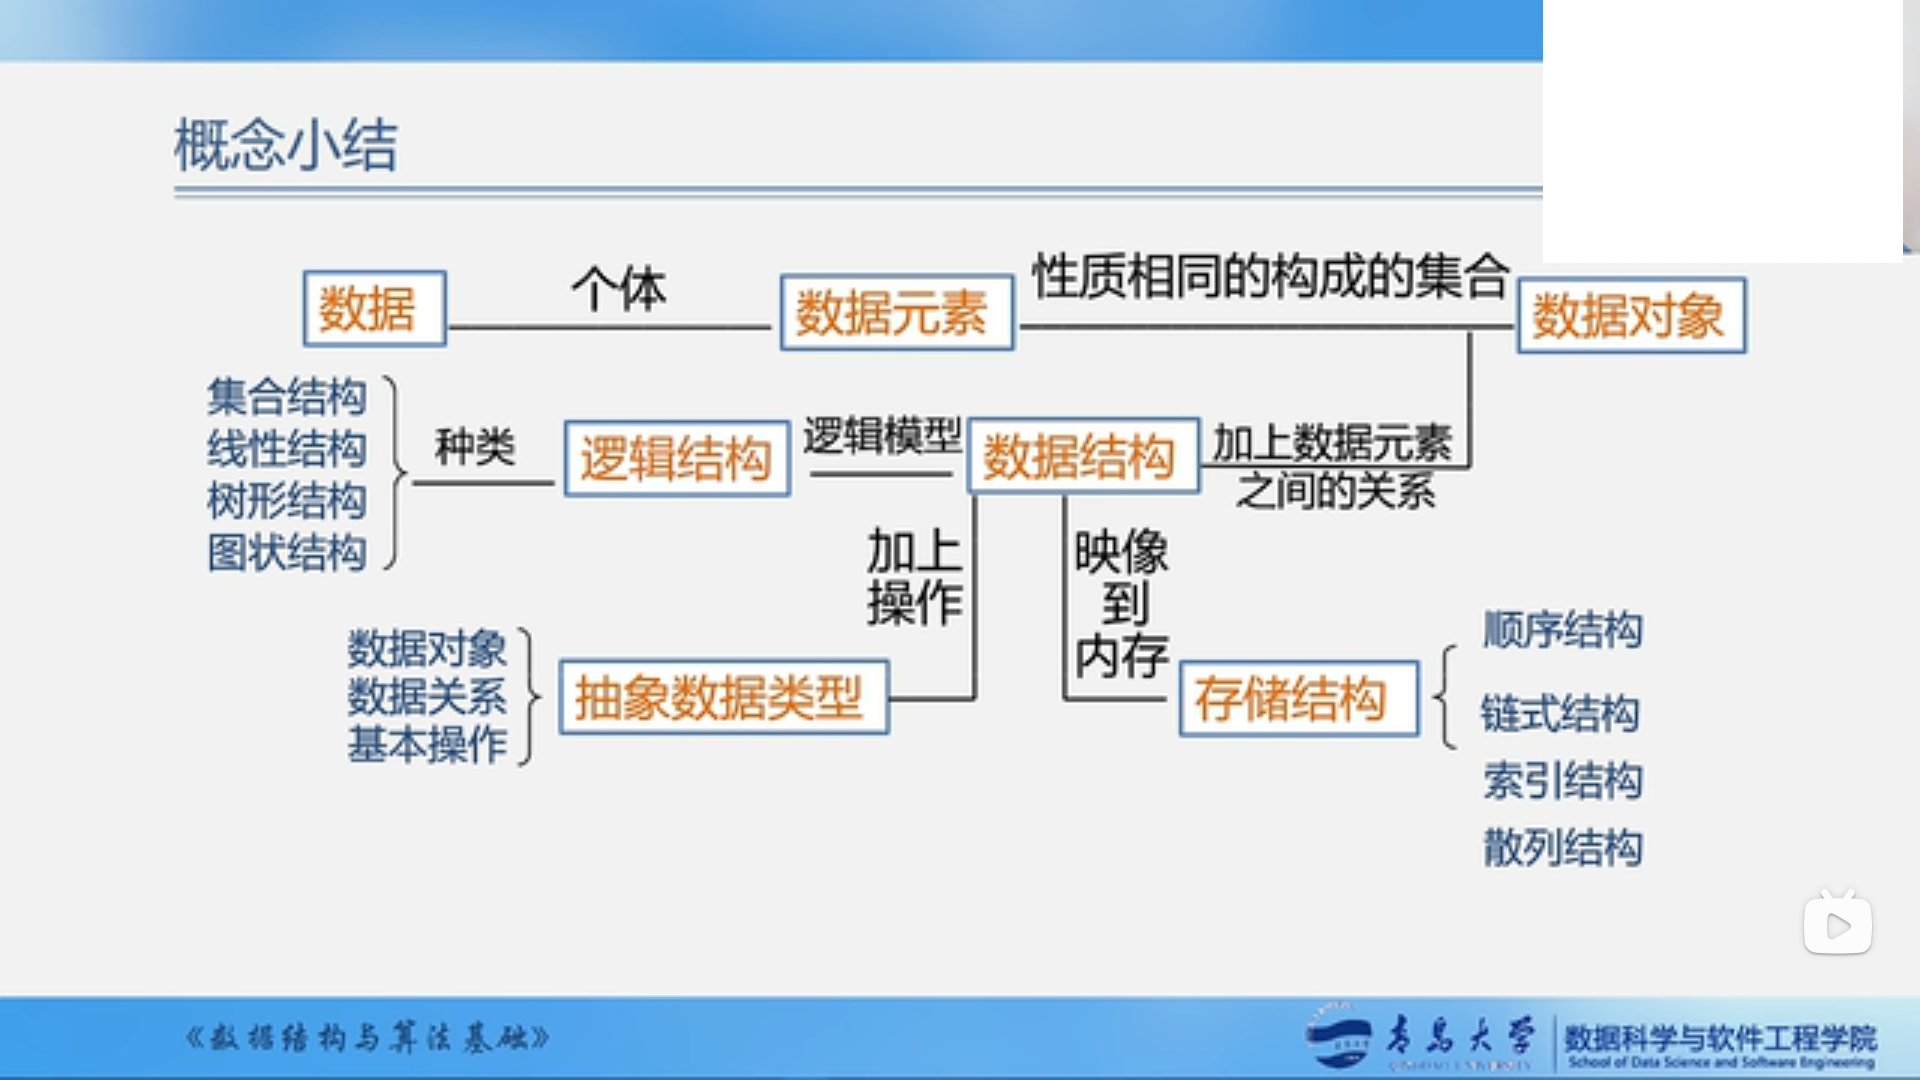 概念小结
数据
个体
数据元素
性质相同的构成的集合
数据对象
集合结构
线性结构
树形结构
图状结构
种类
逻辑结构
逻辑模型
数据结构
加上数据元素
之间的关系
加上
操作
映像
到
内存
数据对象
数据关系
基本操作
抽象数据类型
存储结构
顺序结构
链式结构
索引结构
散列结构
《数据结构与算法基础》
青岛大学
数据科学与软件工程学院
School of Data Science and Software Engineering